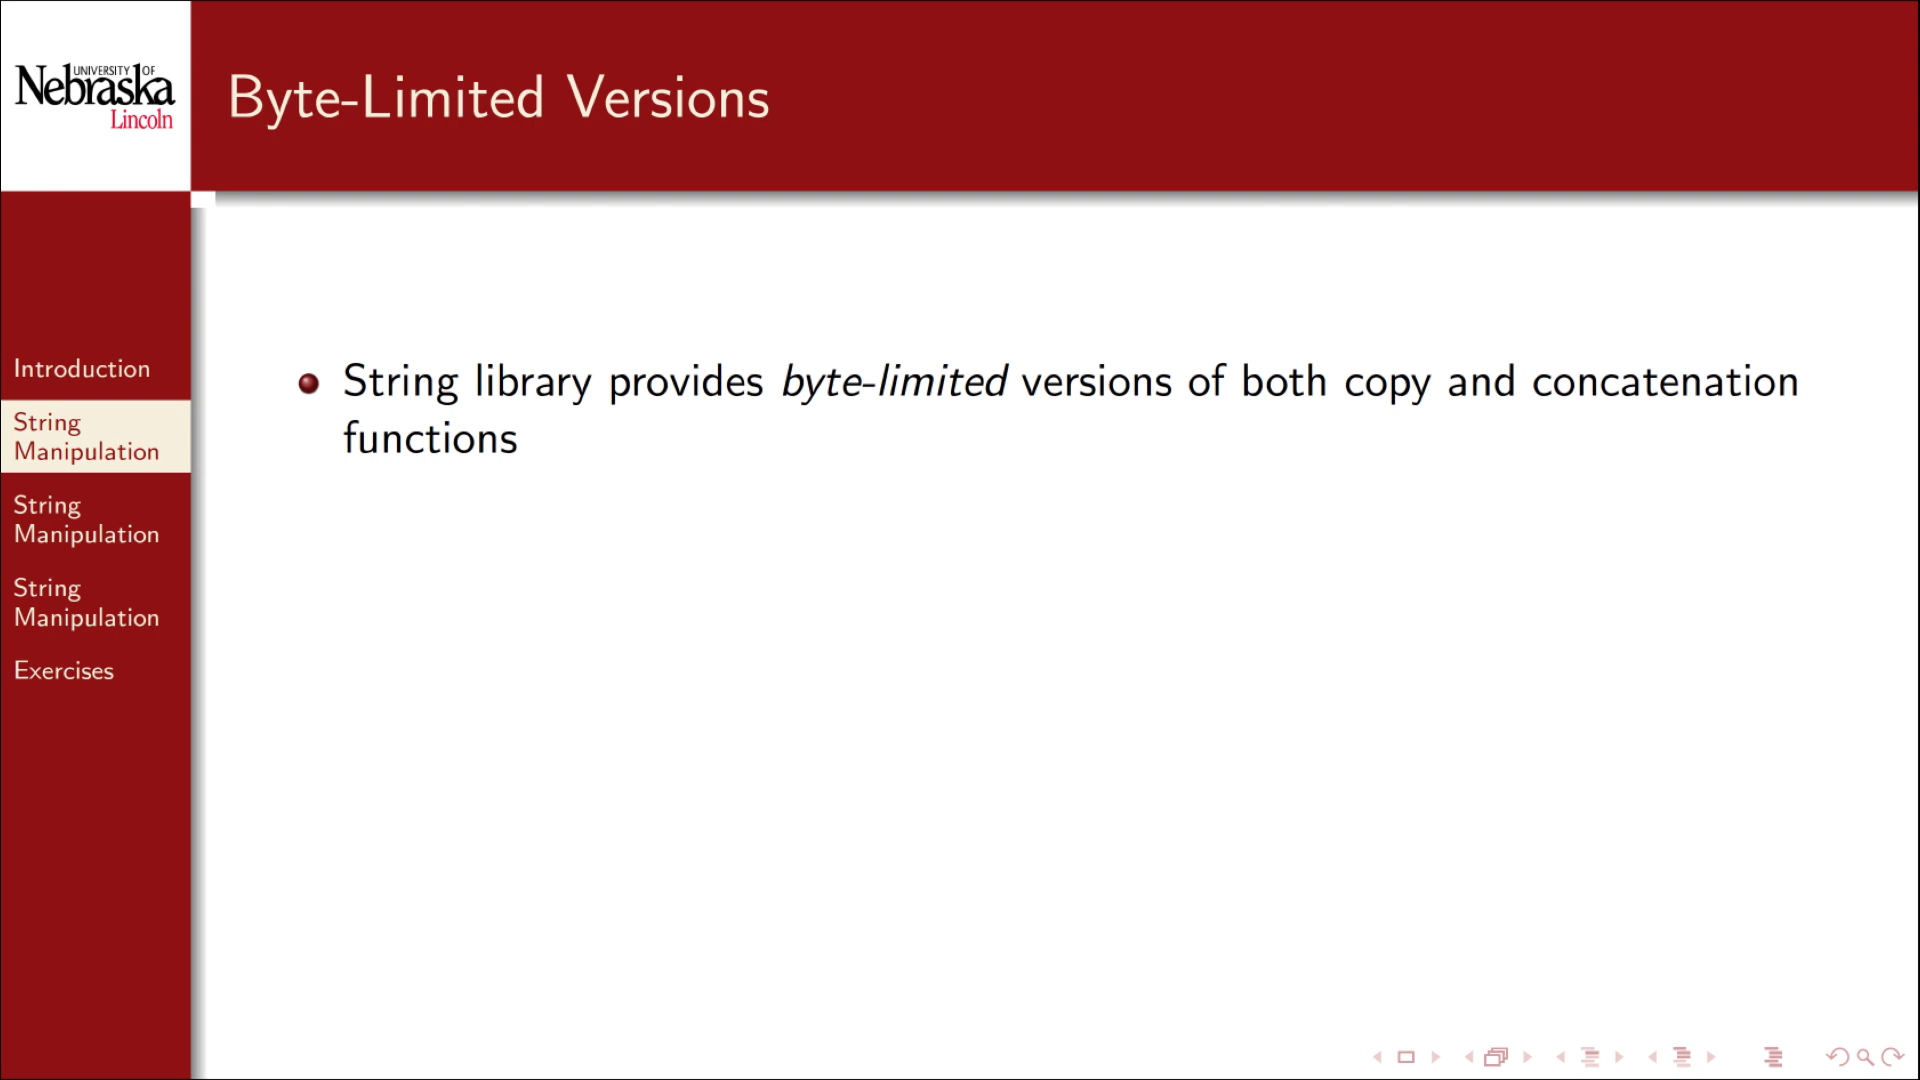 UNIVERSITY OF
Nebraska
Lincoln
Byte-Limited Versions
Introduction
String
Manipulation
String
Manipulation
String
Manipulation
Exercises
String library provides byte-limited versions of both copy and concatenation
functions